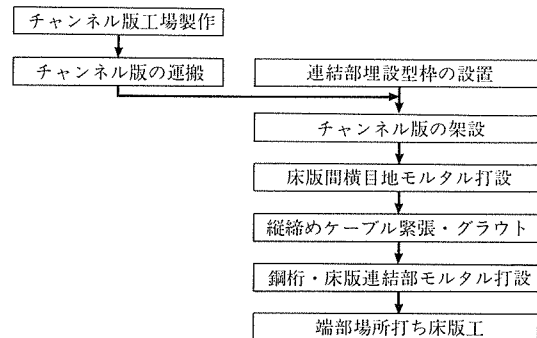 チャンネル版工場製作
チャンネル版の運搬
連結部埋設型枠の設置
チャンネル版の架設
床版間横目地モルタル打設
縦締めケーブル緊張・グラウト
鋼桁・床版連結部モルタル打設
端部場所打ち床版工